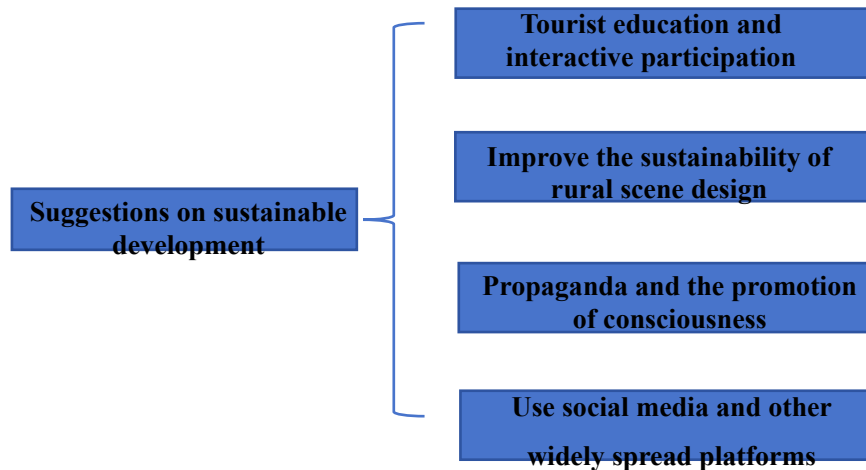 Tourist education and
interactive participation
Improve the sustainability of
rural scene design
Suggestions on sustainable
development
Propaganda and the promotion
of consciousness
Use social media and other
widely spread platforms